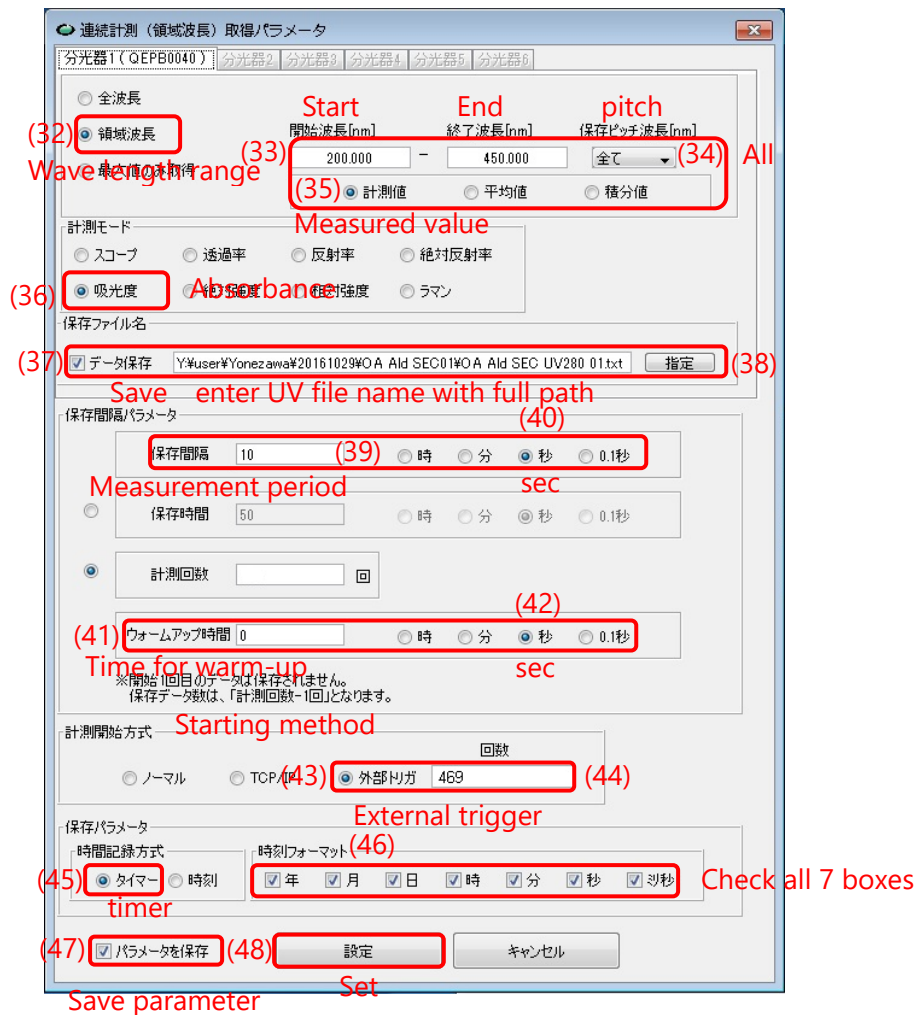 連続計測（領域波長）取得パラメータ
分光器1 ( QEPB0040 ) 分光器2 分光器3 分光器4 分光器5 分光器6
全波長
Start End pitch
開始波長[nm] 終了波長[nm] 保存ピッチ波長[nm]
(32) 領域波長
(33) 200.000 － 450.000 全て (34) All
Wave length range
最大値のみ取得
(35) 計測値 平均値 積分値
Measured value
計測モード
スコープ 透過率 反射率 絶対反射率
(36) 吸光度 Absorbance 絶対強度 相対強度 ラマン
保存ファイル名
(37) データ保存 Y:¥user¥Yonezawa¥20161029¥OA Ald SEC01¥OA Ald SEC UV280 01.txt 指定 (38)
Save enter UV file name with full path
保存間隔パラメータ
(40)
保存間隔 10 (39) 時 分 秒 0.1秒
Measurement period sec
保存時間 50 時 分 秒 0.1秒
計測回数 回
(42)
(41) ウォームアップ時間 0 時 分 秒 0.1秒
Time for warm-up sec
※開始1回目のデータは保存されません。
保存データ数は、「計測回数-1回」となります。
Starting method
計測開始方式
回数
ノーマル TCP/IP (43) 外部トリガ 469 (44)
External trigger
保存パラメータ
時間記録方式 時刻フォーマット (46)
(45) タイマー 時刻 年 月 日 時 分 秒 ミリ秒 Check all 7 boxes
timer
(47) パラメータを保存 (48) 設定 キャンセル
Set
Save parameter